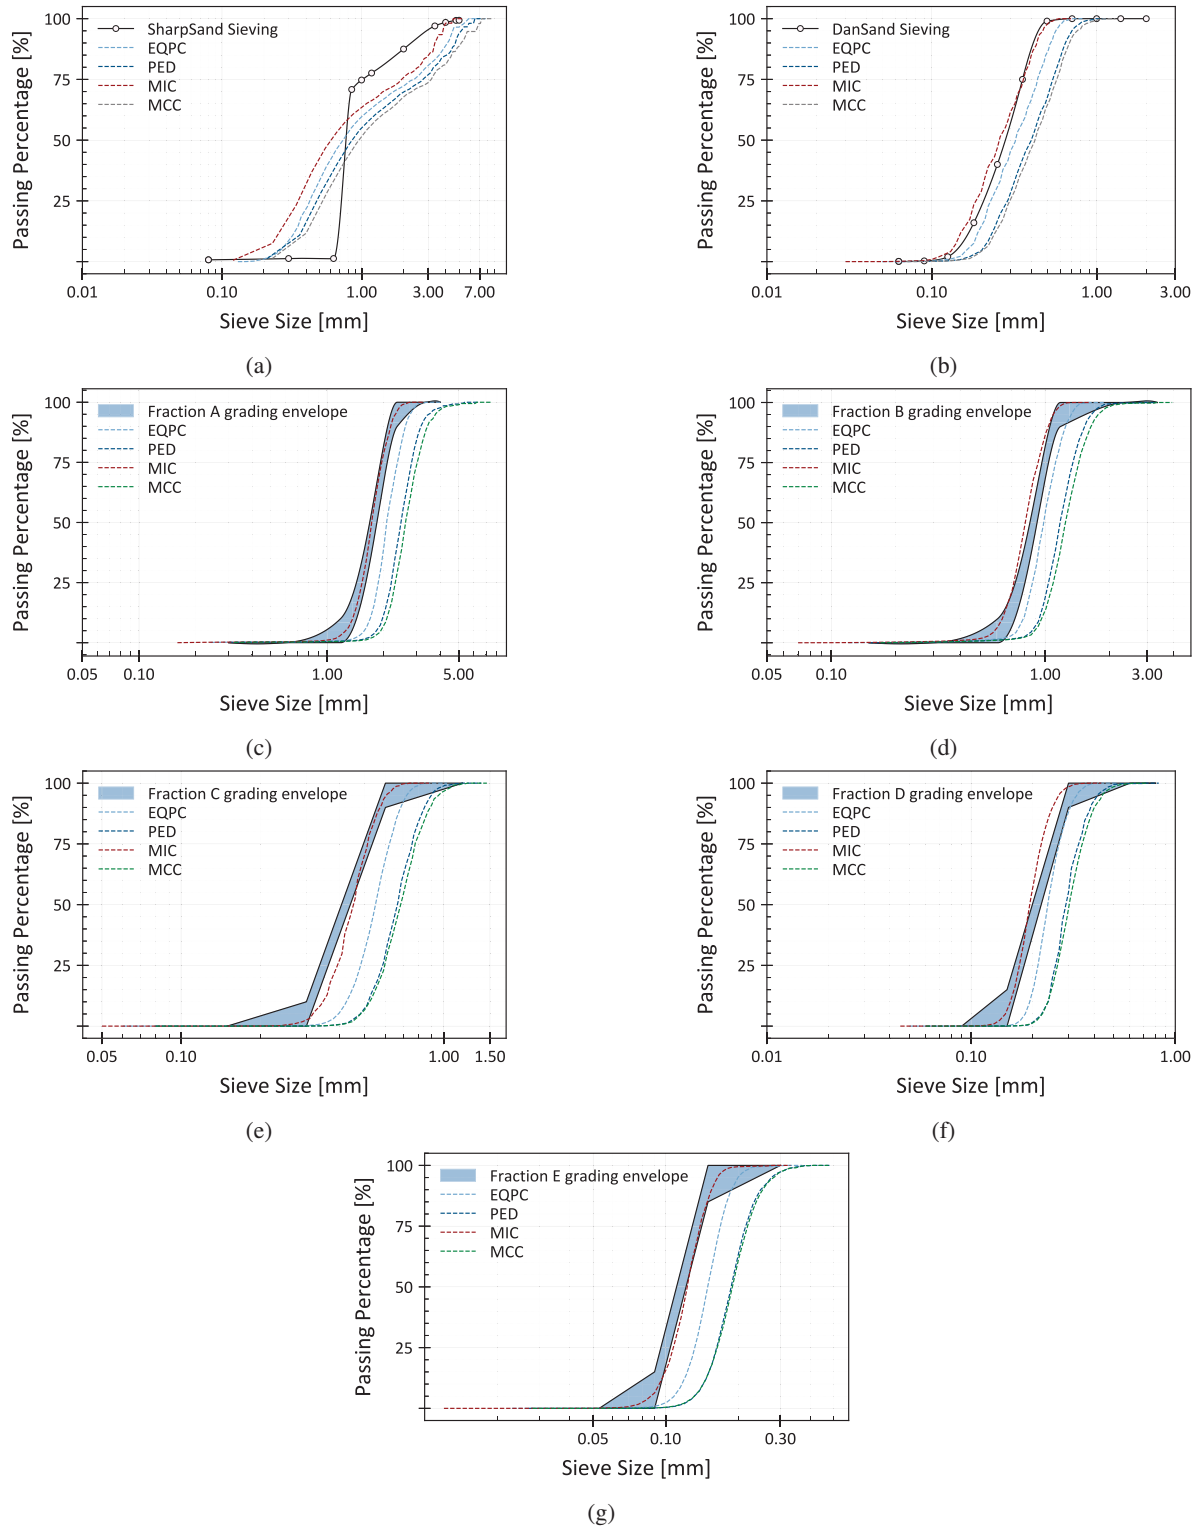 100
75
50
25
Passing Percentage [%]
SharpSand Sieving
EQPC
PED
MIC
MCC
0.01
0.10
1.00
3.00
7.00
Sieve Size [mm]
(a)
100
75
50
25
Passing Percentage [%]
DanSand Sieving
EQPC
PED
MIC
MCC
0.01
0.10
1.00
3.00
Sieve Size [mm]
(b)
100
75
50
25
Passing Percentage [%]
Fraction A grading envelope
EQPC
PED
MIC
MCC
0.05
0.10
1.00
5.00
Sieve Size [mm]
(c)
100
75
50
25
Passing Percentage [%]
Fraction B grading envelope
EQPC
PED
MIC
MCC
0.05
0.10
1.00
3.00
Sieve Size [mm]
(d)
100
75
50
25
Passing Percentage [%]
Fraction C grading envelope
EQPC
PED
MIC
MCC
0.05
0.10
1.00
1.50
Sieve Size [mm]
(e)
100
75
50
25
Passing Percentage [%]
Fraction D grading envelope
EQPC
PED
MIC
MCC
0.01
0.10
1.00
Sieve Size [mm]
(f)
100
75
50
25
Passing Percentage [%]
Fraction E grading envelope
EQPC
PED
MIC
MCC
0.05
0.10
0.30
Sieve Size [mm]
(g)